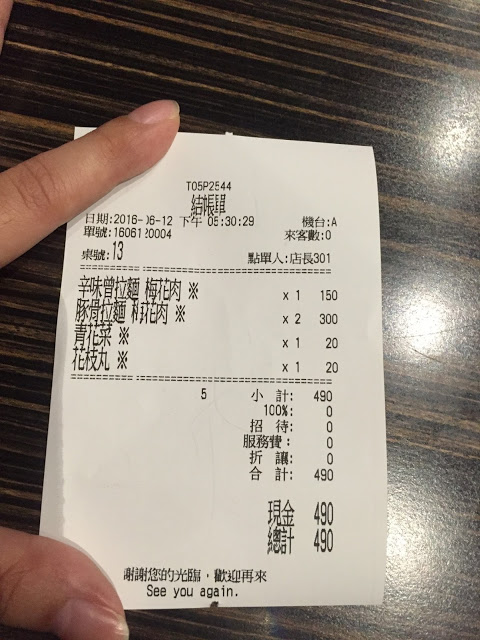 T05P2544
結帳單
日期:2016-06-12 下午 06:30:29 機台:A
單號:1606120004 來客數:0
桌號:13 點單人:店長301
辛味曾拉麵 梅花肉 ※ x 1 150
豚骨拉麵 梅花肉 ※ x 2 300
青花菜 ※ x 1 20
花枝丸 ※ x 1 20
5 小 計: 490
100%: 0
招 待: 0
服務費: 0
折 讓: 0
合 計: 490
現金 490
總計 490
謝謝您的光臨，歡迎再來
See you again.